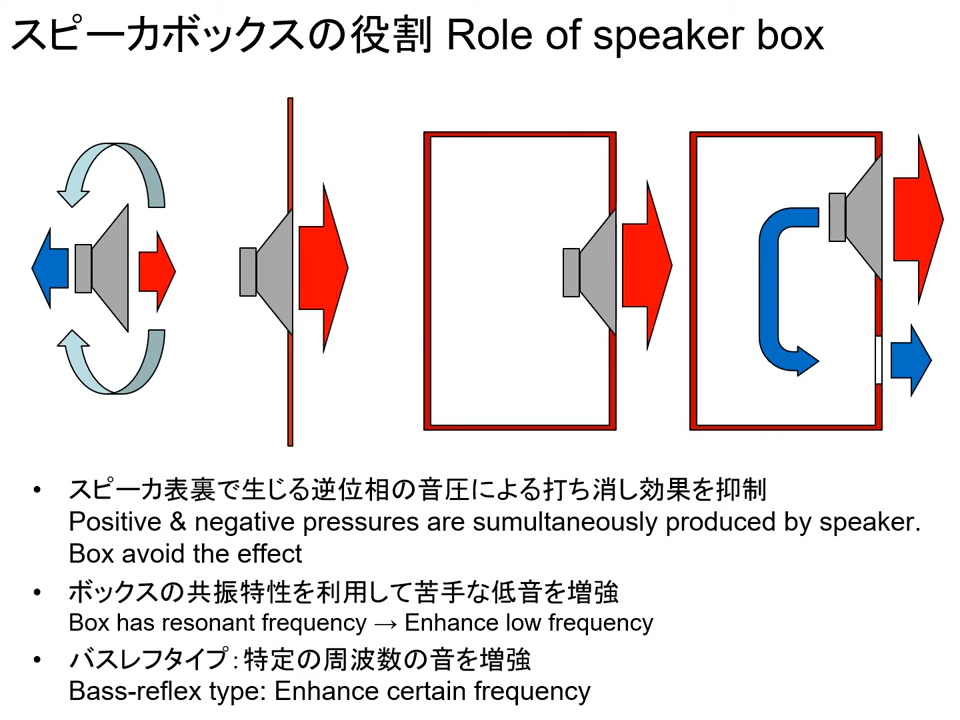 スピーカボックスの役割 Role of speaker box
• スピーカ表裏で生じる逆位相の音圧による打ち消し効果を抑制
Positive & negative pressures are sumultaneously produced by speaker.
Box avoid the effect
• ボックスの共振特性を利用して苦手な低音を増強
Box has resonant frequency → Enhance low frequency
• バスレフタイプ：特定の周波数の音を増強
Bass-reflex type: Enhance certain frequency